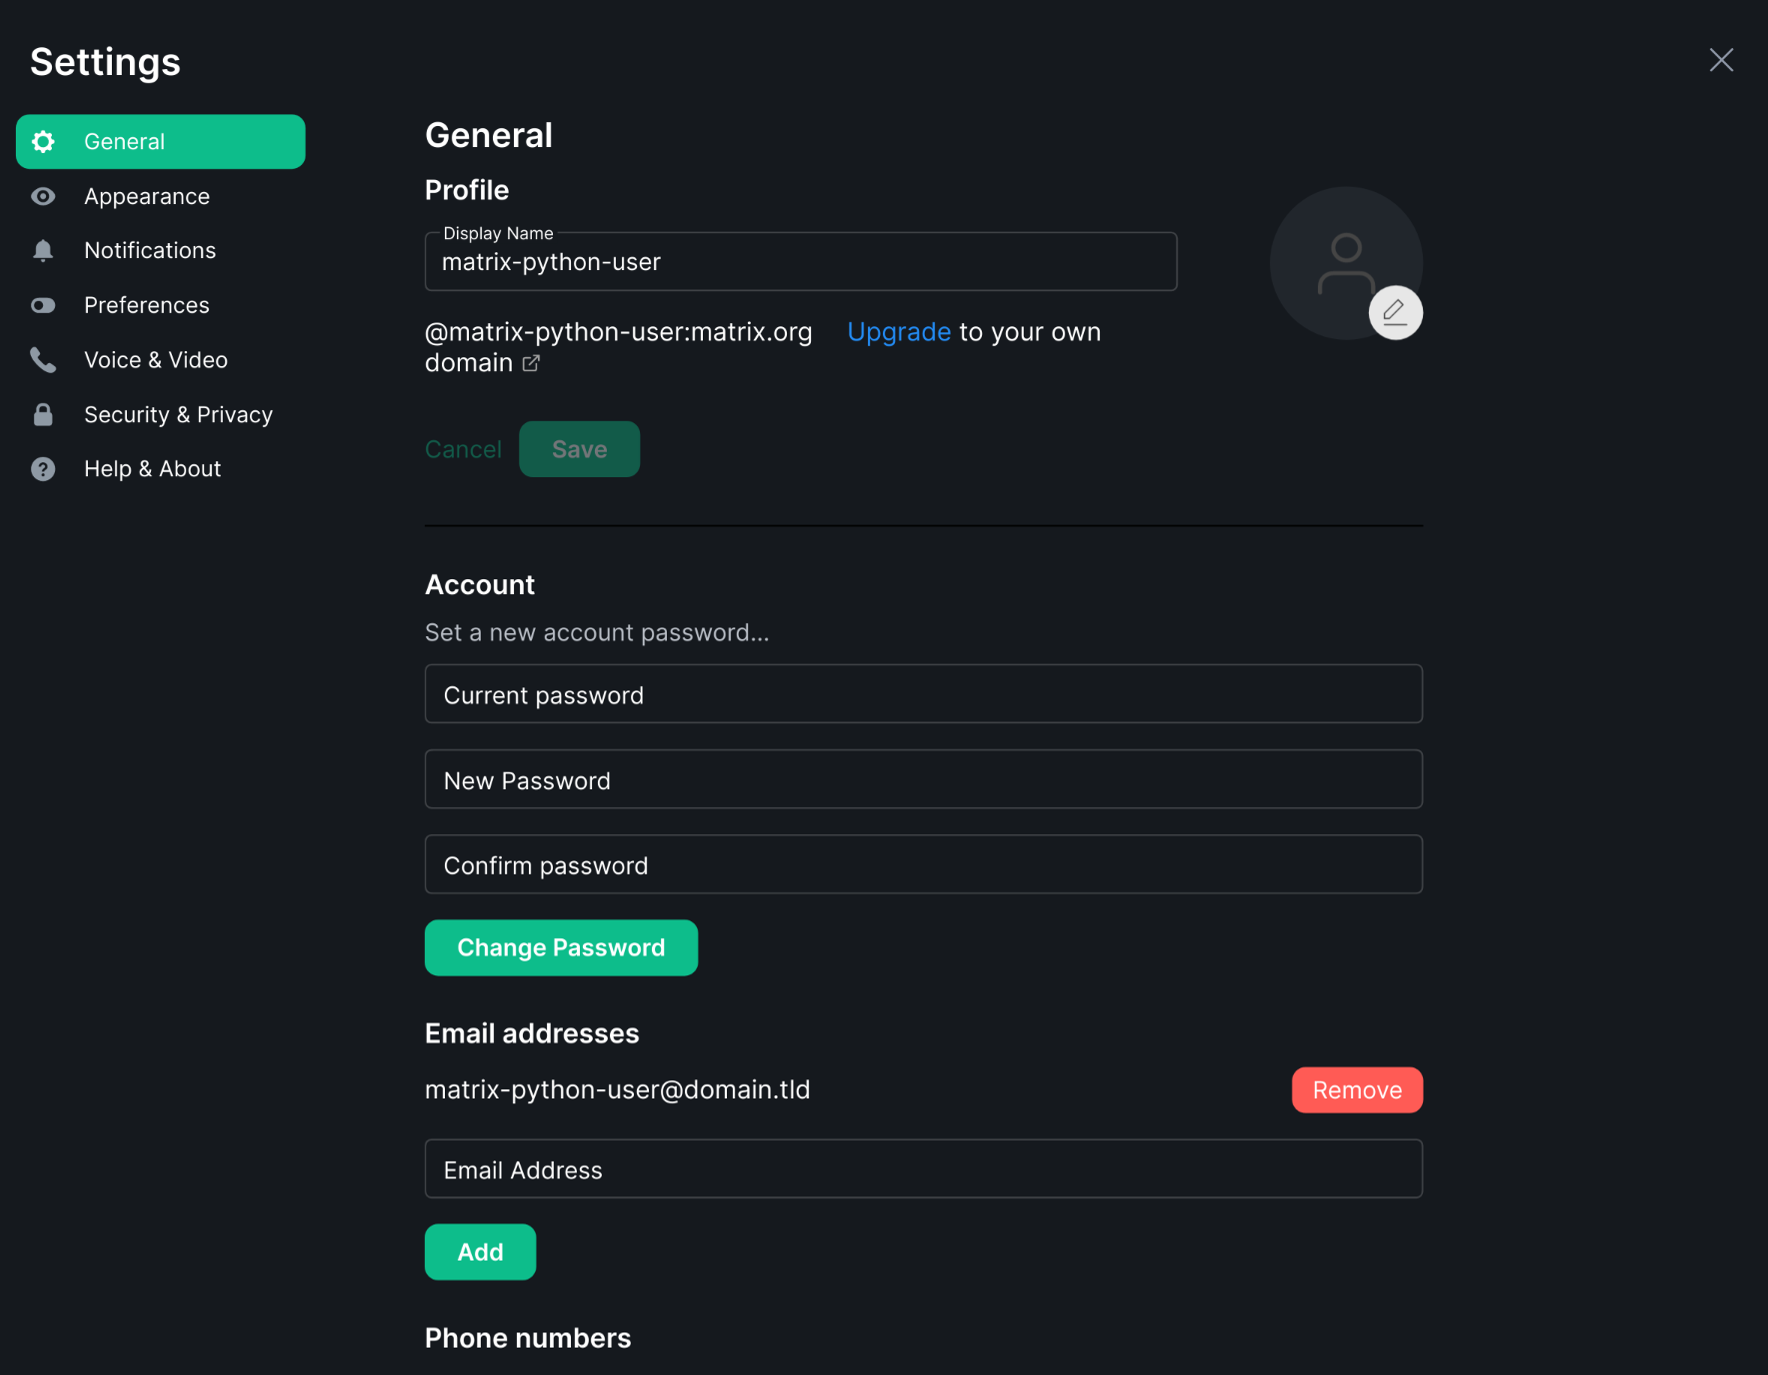 Settings
General
Appearance
Notifications
Preferences
Voice & Video
Security & Privacy
Help & About
General
Profile
Display Name
matrix-python-user
@matrix-python-user:matrix.org Upgrade to your own
domain
Cancel Save
Account
Set a new account password...
Current password
New Password
Confirm password
Change Password
Email addresses
matrix-python-user@domain.tld Remove
Email Address
Add
Phone numbers